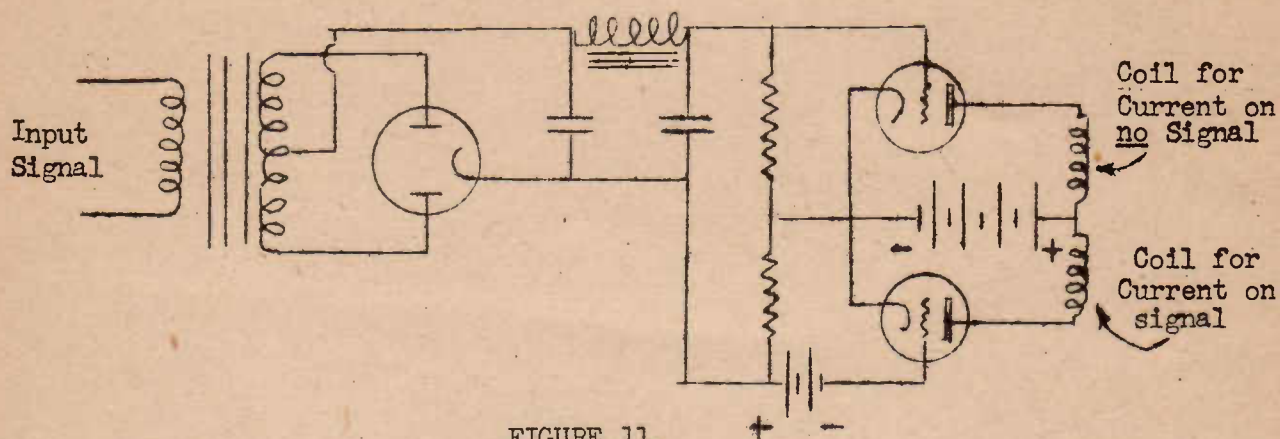 Input
Signal
Coil for
Current on
no Signal
-
+
Coil for
Current on
signal
FIGURE 11
+ -